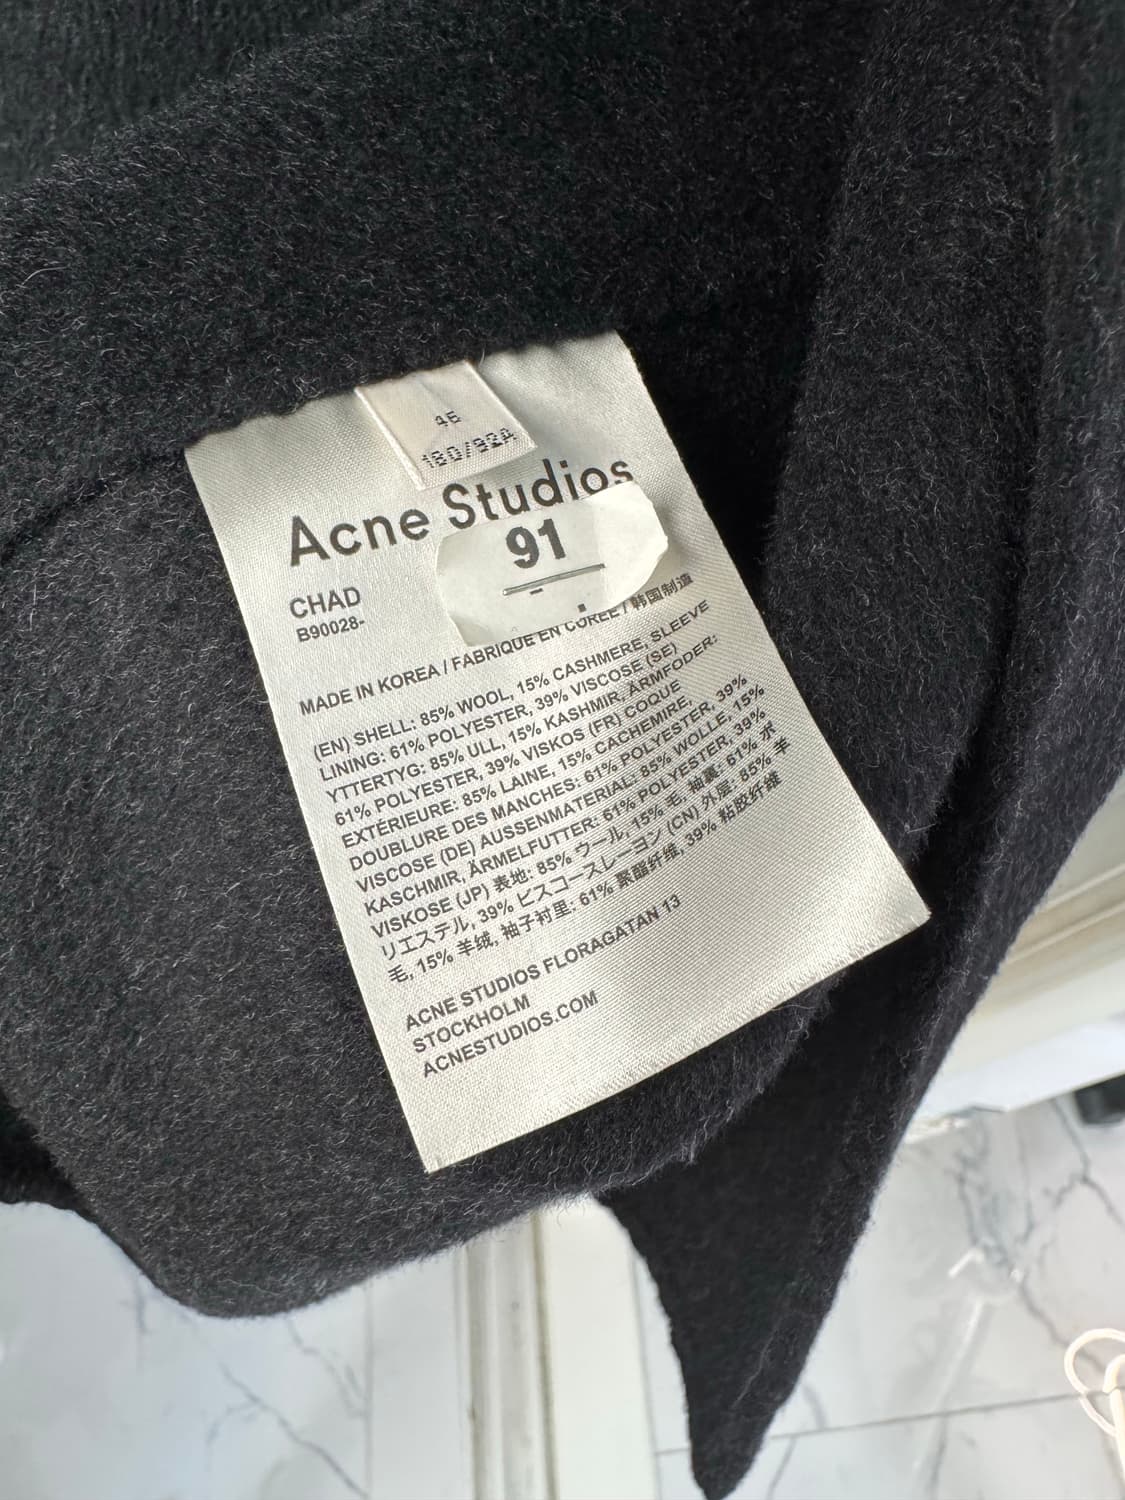 46
180/92A
Acne Studios
91
CHAD
B90028-
MADE IN KOREA / FABRIQUÉ EN CORÉE / 韩国制造
(EN) SHELL: 85% WOOL, 15% CASHMERE, SLEEVE
LINING: 61% POLYESTER, 39% VISCOSE (SE)
YTTERTYG: 85% ULL, 15% KASHMIR, ÄRMFODER:
61% POLYESTER, 39% VISKOS (FR) COQUE
EXTÉRIEURE: 85% LAINE, 15% CACHEMIRE,
DOUBLURE DES MANCHES: 61% POLYESTER, 39%
VISCOSE (DE) AUSSENMATERIAL: 85% WOLLE, 15%
KASCHMIR, ÄRMELFUTTER: 61% POLYESTER, 39%
VISKOSE (JP) 表地: 85% ウール, 15% 毛, 袖裏: 61% ポ
リエステル, 39% ビスコースレーヨン (CN) 外层: 85% 羊
毛, 15% 羊绒, 袖子衬里: 61% 聚酯纤维, 39% 粘胶纤维
ACNE STUDIOS FLORAGATAN 13
STOCKHOLM
ACNESTUDIOS.COM